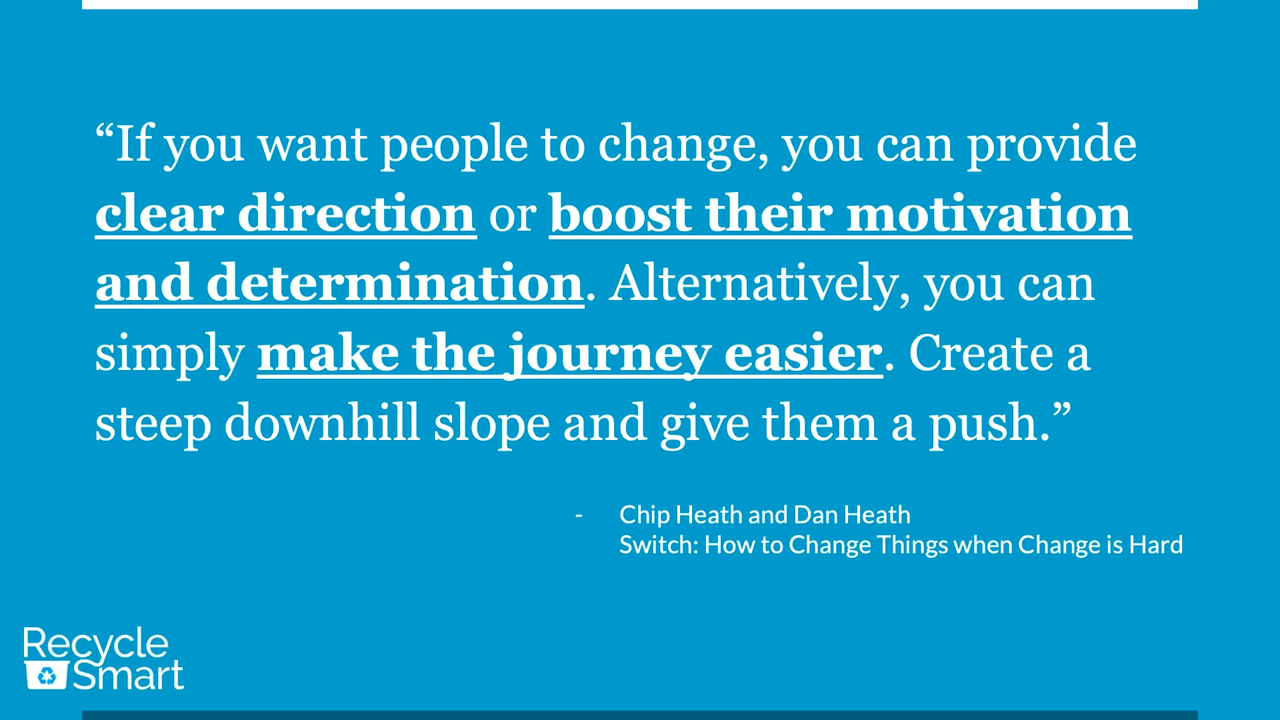 “If you want people to change, you can provide
clear direction or boost their motivation
and determination. Alternatively, you can
simply make the journey easier. Create a
steep downhill slope and give them a push.”
- Chip Heath and Dan Heath
Switch: How to Change Things when Change is Hard
Recycle
Smart